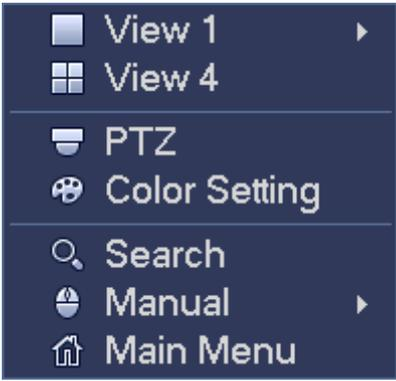 View 1
View 4
PTZ
Color Setting
Search
Manual
Main Menu